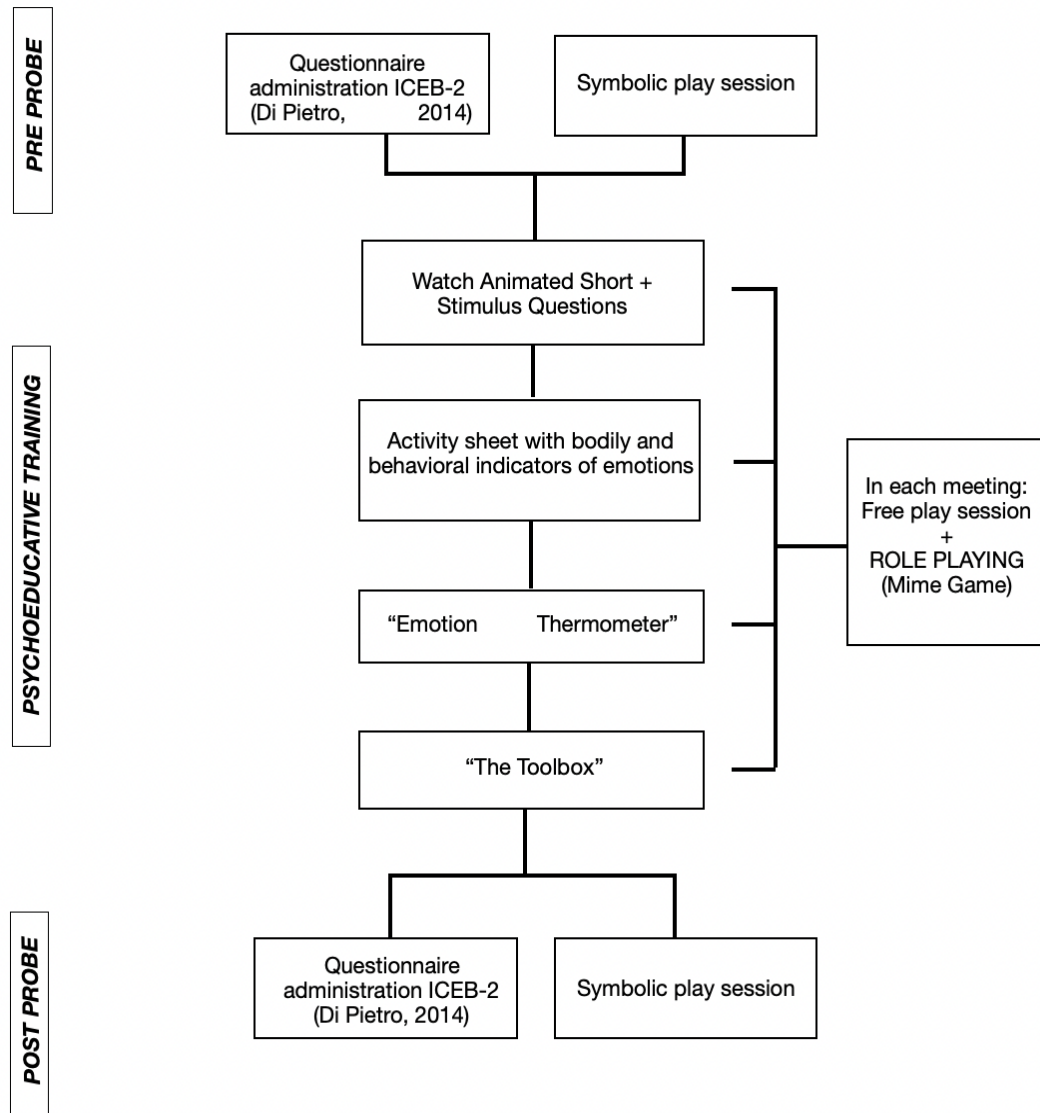 PRE PROBE
Questionnaire
administration ICEB-2
(Di Pietro, 2014)
Symbolic play session
PSYCHOEDUCATIVE TRAINING
Watch Animated Short +
Stimulus Questions
Activity sheet with bodily and
behavioral indicators of emotions
“Emotion Thermometer”
“The Toolbox”
In each meeting:
Free play session
+
ROLE PLAYING
(Mime Game)
POST PROBE
Questionnaire
administration ICEB-2
(Di Pietro, 2014)
Symbolic play session